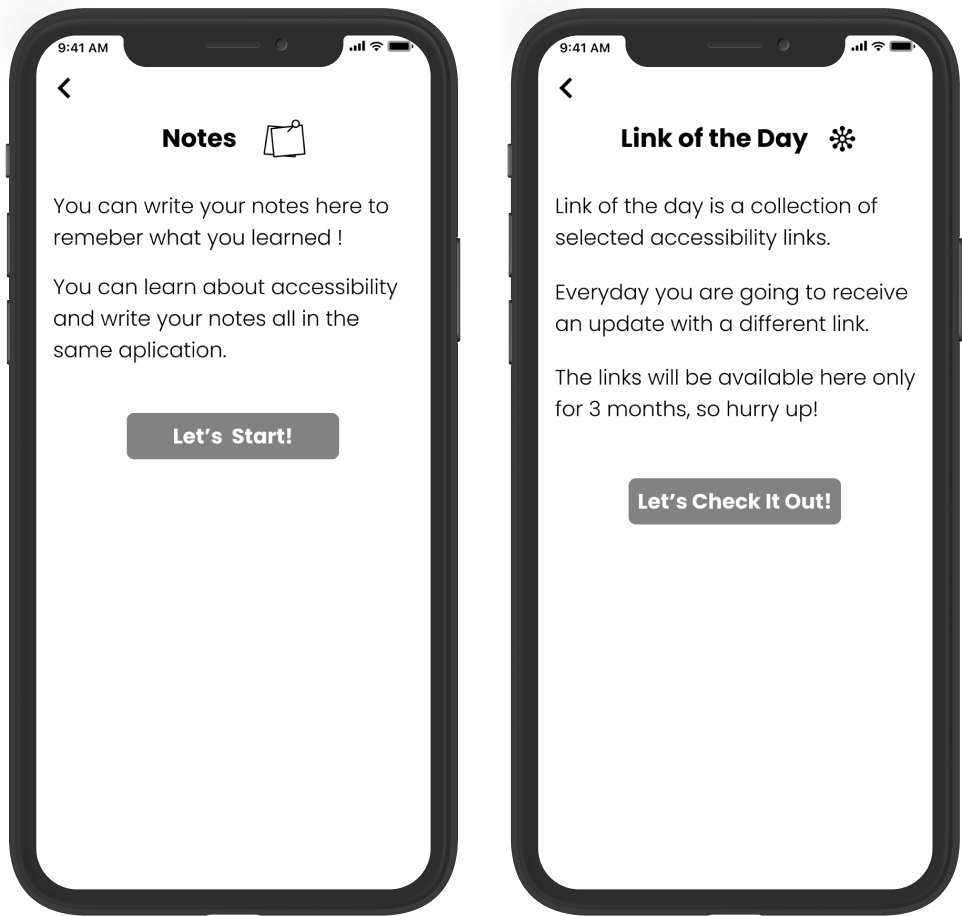 9:41 AM
Notes
You can write your notes here to
remeber what you learned !
You can learn about accessibility
and write your notes all in the
same aplication.
Let's  Start!
9:41 AM
Link of the Day
Link of the day is a collection of
selected accessibility links.
Everyday you are going to receive
an update with a different link.
The links will be available here only
for 3 months, so hurry up!
Let's Check It Out!